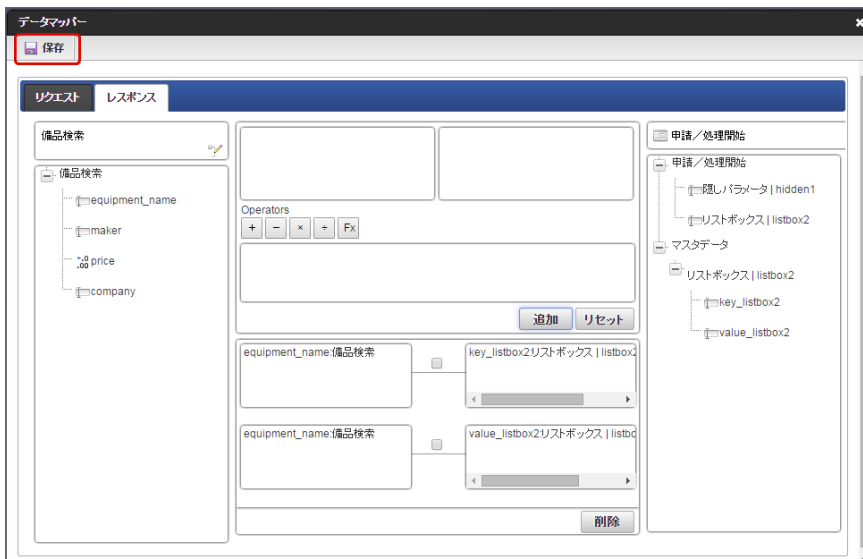 データマッパー
保存
リクエスト レスポンス
備品検索
備品検索
equipment_name
maker
price
company
Operators
+ − × ÷ Fx
追加 リセット
equipment_name:備品検索
key_listbox2:リストボックス | listbox2
equipment_name:備品検索
value_listbox2:リストボックス | listbo
削除
申請／処理開始
申請／処理開始
隠しパラメータ | hidden1
リストボックス | listbox2
マスタデータ
リストボックス | listbox2
key_listbox2
value_listbox2